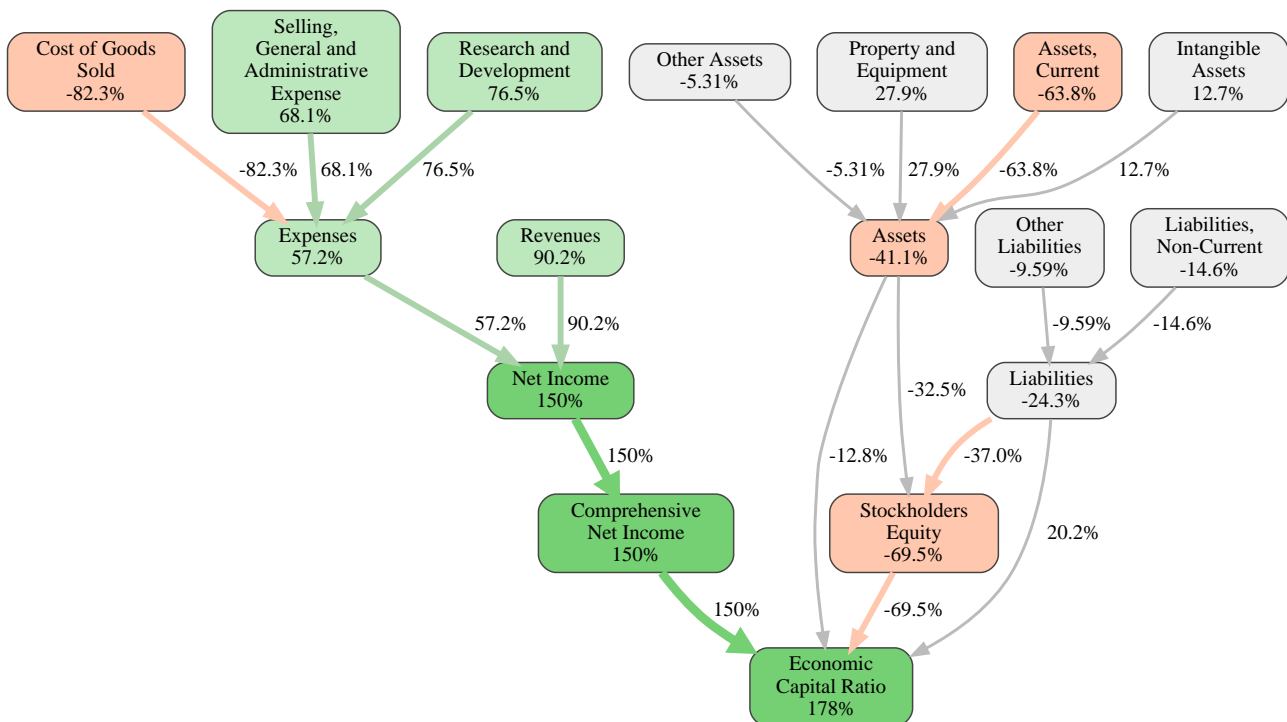 Cost of Goods
Sold
-82.3%
Selling,
General and
Administrative
Expense
68.1%
Research and
Development
76.5%
Other Assets
-5.31%
Property and
Equipment
27.9%
Assets,
Current
-63.8%
Intangible
Assets
12.7%
-82.3%
68.1%
76.5%
-5.31%
27.9%
-63.8%
12.7%
Expenses
57.2%
Revenues
90.2%
Assets
-41.1%
Other
Liabilities
-9.59%
Liabilities,
Non-Current
-14.6%
57.2%
90.2%
-9.59%
-14.6%
Net Income
150%
-32.5%
Liabilities
-24.3%
150%
-12.8%
-37.0%
Comprehensive
Net Income
150%
Stockholders
Equity
-69.5%
20.2%
150%
-69.5%
Economic
Capital Ratio
178%